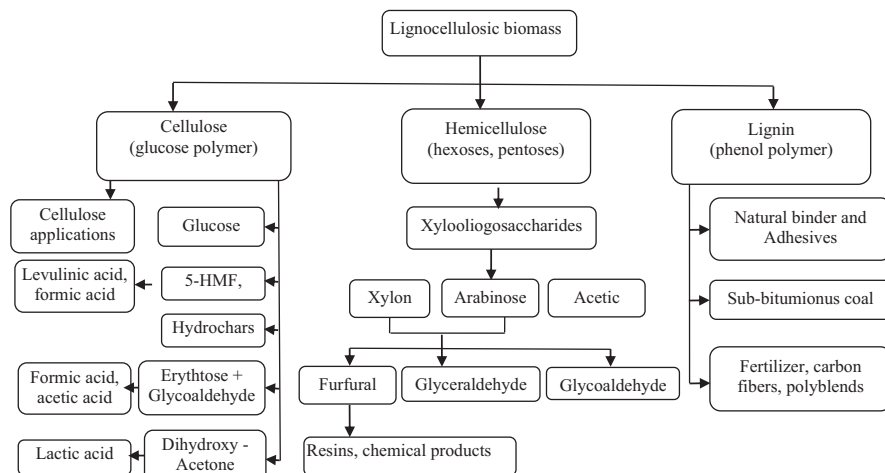 Lignocellulosic biomass
Cellulose
(glucose polymer)
Hemicellulose
(hexoses, pentoses)
Lignin
(phenol polymer)
Cellulose
applications
Glucose
Levulinic acid,
formic acid
5-HMF,
Hydrochars
Formic acid,
acetic acid
Erythtose +
Glycoaldehyde
Lactic acid
Dihydroxy -
Acetone
Xylooliogosaccharides
Xylon
Arabinose
Acetic
Furfural
Glyceraldehyde
Glycoaldehyde
Resins, chemical products
Natural binder and
Adhesives
Sub-bitumionus coal
Fertilizer, carbon
fibers, polyblends